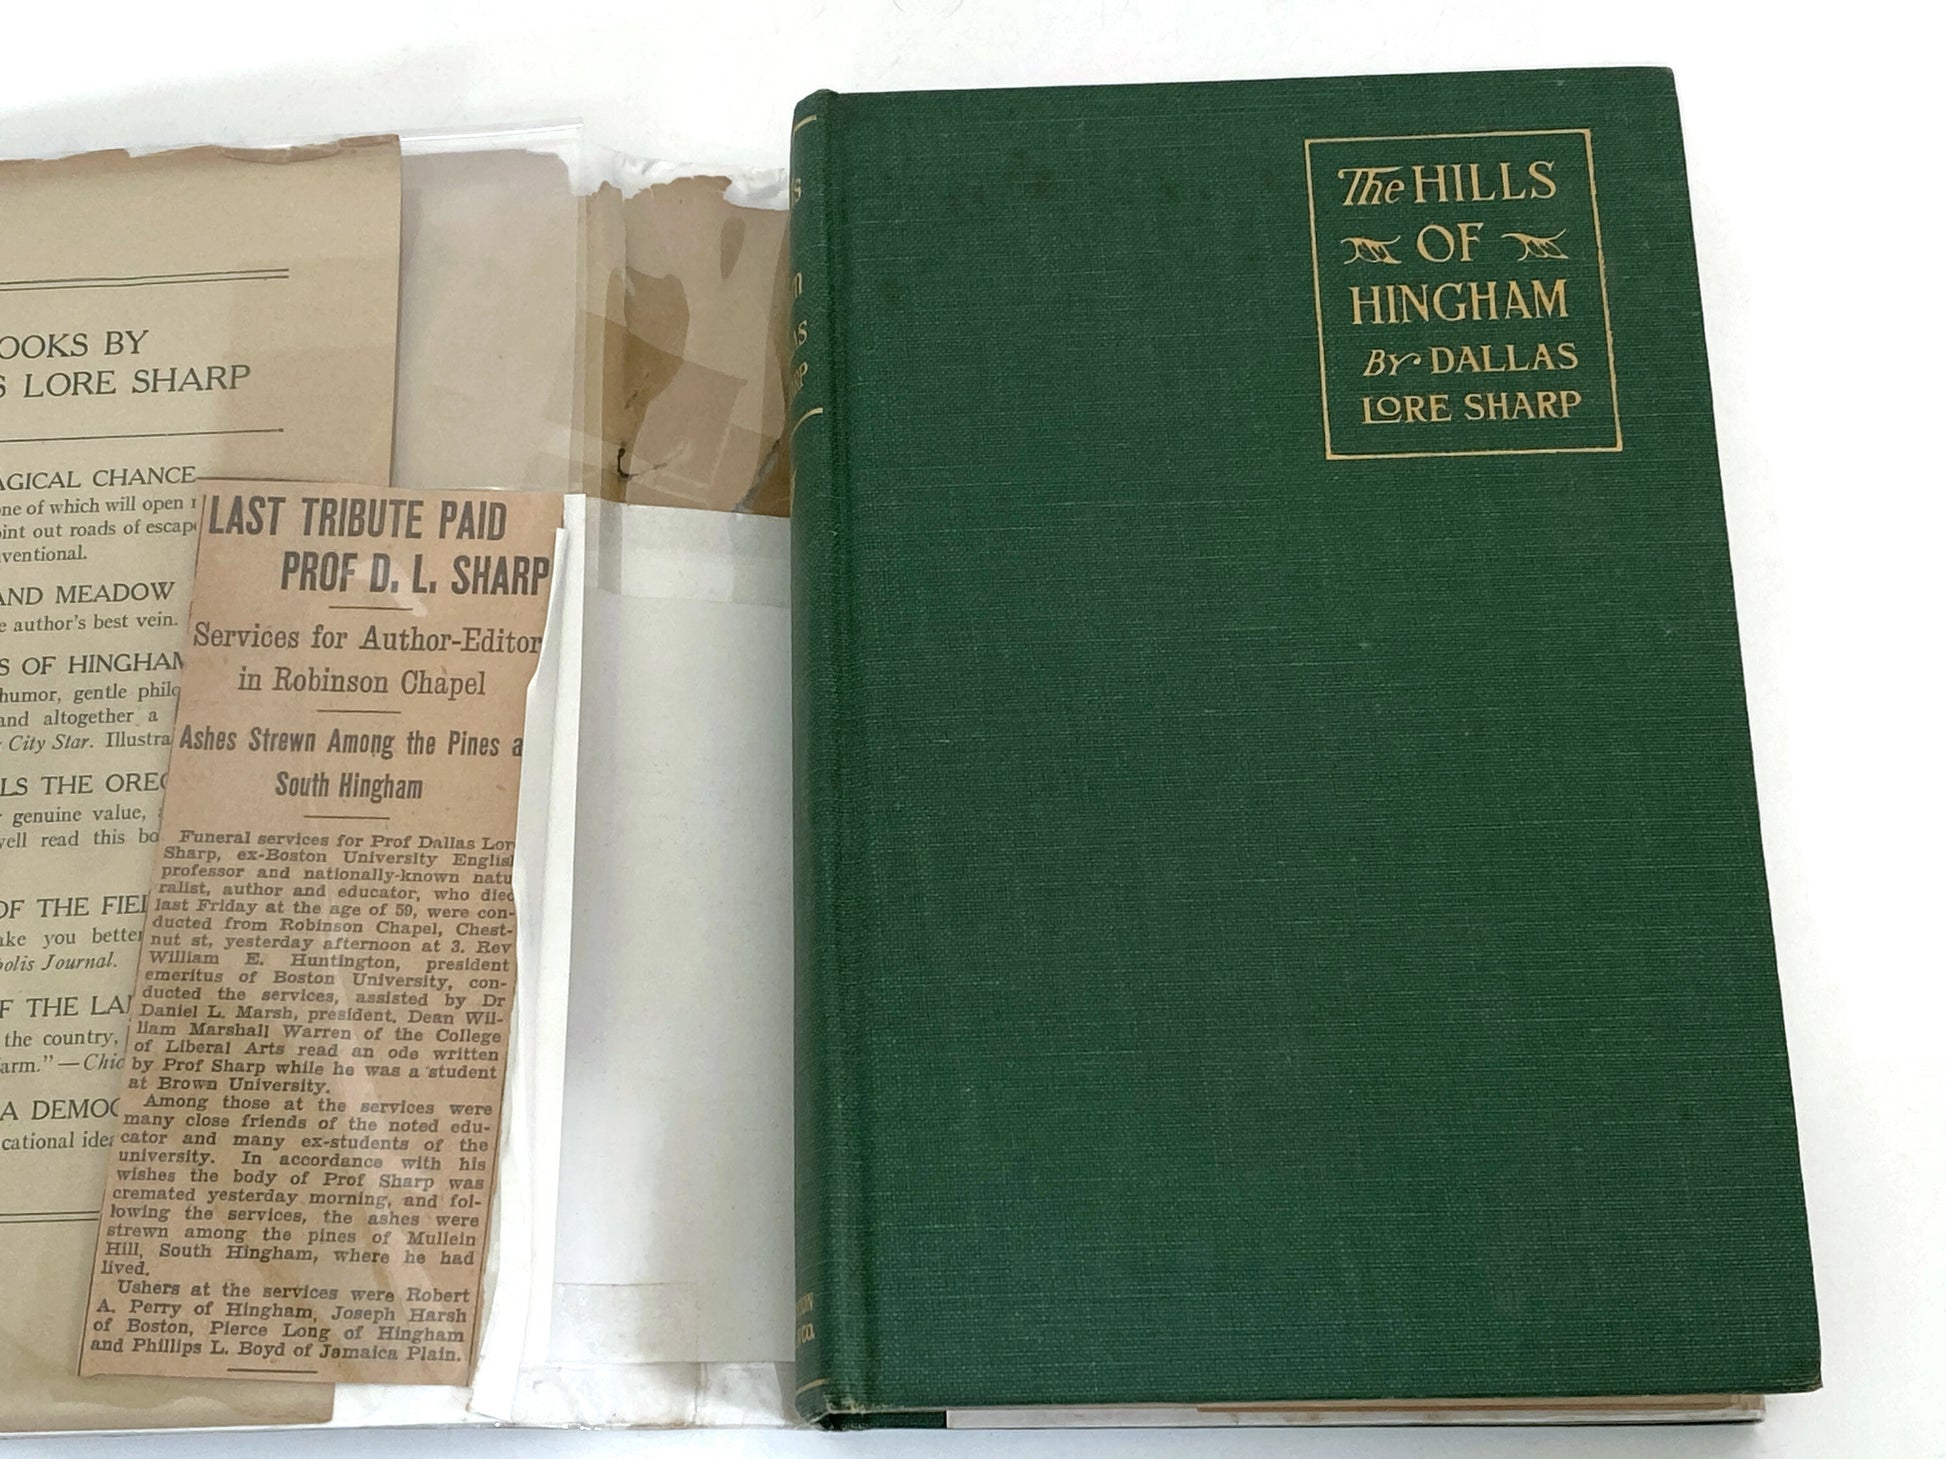 OOKS BY
S LORE SHARP
AGICAL CHANCE
one of which will open
oint out roads of escap
ventional.
AND MEADOW
e author's best vein.
S OF HINGHAM
humor, gentle philo
and altogether a
City Star. Illustra
LS THE OREG
genuine value,
well read this bo
OF THE FIEL
ake you better
polis Journal.
F THE LAN
the country,
arm." — Chic
A DEMOC
cational idea
LAST TRIBUTE PAID
PROF D. L. SHARP
Services for Author-Editor
in Robinson Chapel
Ashes Strewn Among the Pines a
South Hingham
Funeral services for Prof Dallas Lor
Sharp, ex-Boston University Englis
professor and nationally-known natu
ralist, author and educator, who died
last Friday at the age of 59, were con-
ducted from Robinson Chapel, Chest-
nut st, yesterday afternoon at 3. Rev
William E. Huntington, president
emeritus of Boston University, con-
ducted the services, assisted by Dr
Daniel L. Marsh, president. Dean Wil-
liam Marshall Warren of the College
of Liberal Arts read an ode written
by Prof Sharp while he was a student
at Brown University.
Among those at the services were
many close friends of the noted edu-
cator and many ex-students of the
university. In accordance with his
wishes the body of Prof Sharp was
cremated yesterday morning, and fol-
lowing the services, the ashes were
strewn among the pines of Mullein
Hill, South Hingham, where he had
lived.
Ushers at the services were Robert
A. Perry of Hingham, Joseph Harsh
of Boston, Pierce Long of Hingham
and Phillips L. Boyd of Jamaica Plain.
The HILLS
OF
HINGHAM
BY DALLAS
LORE SHARP